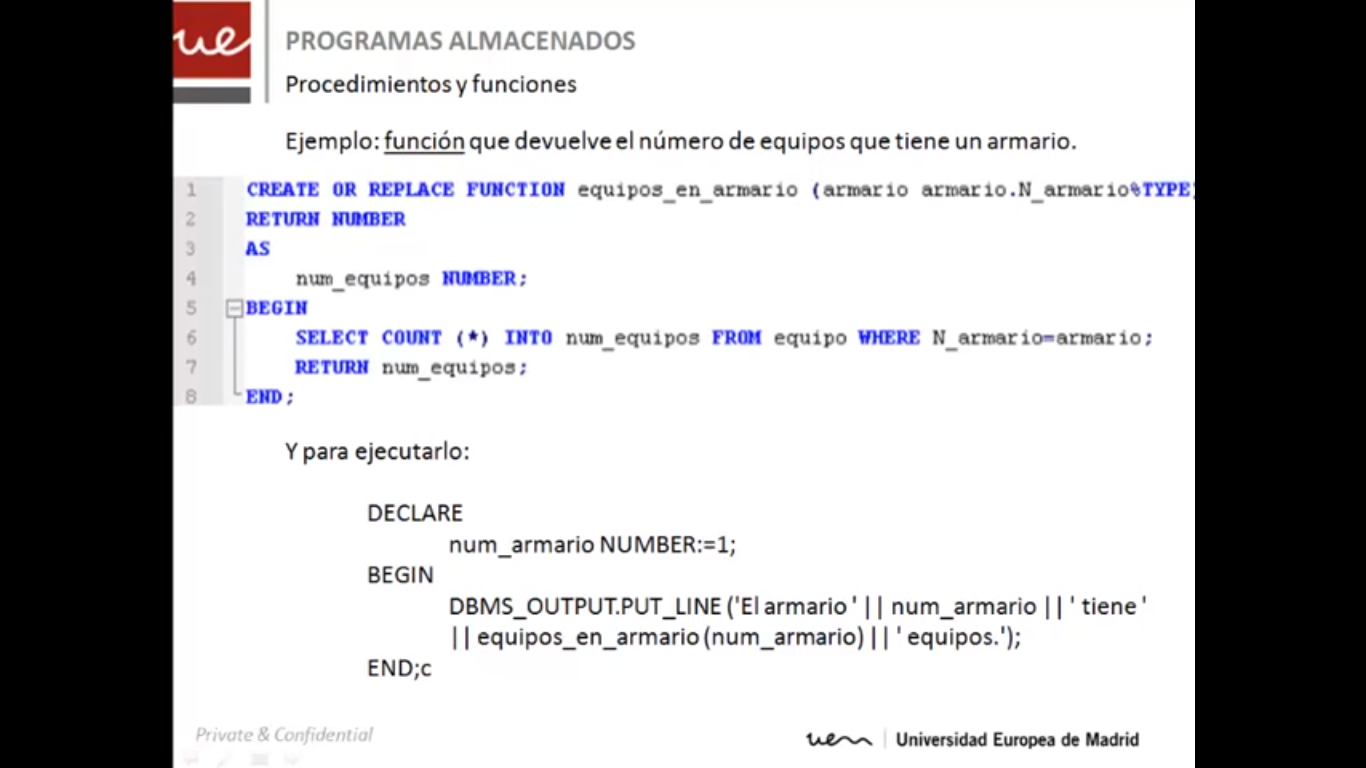 ue
PROGRAMAS ALMACENADOS
Procedimientos y funciones
Ejemplo: función que devuelve el número de equipos que tiene un armario.
1 CREATE OR REPLACE FUNCTION equipos_en_armario (armario armario.N_armario%TYPE)
2 RETURN NUMBER
3 AS
4 num_equipos NUMBER;
5 BEGIN
6 SELECT COUNT (*) INTO num_equipos FROM equipo WHERE N_armario=armario;
7 RETURN num_equipos;
8 END;
Y para ejecutarlo:
DECLARE
num_armario NUMBER:=1;
BEGIN
DBMS_OUTPUT.PUT_LINE ('El armario ' || num_armario || ' tiene '
|| equipos_en_armario (num_armario) || ' equipos.');
END;c
Private & Confidential
uem Universidad Europea de Madrid